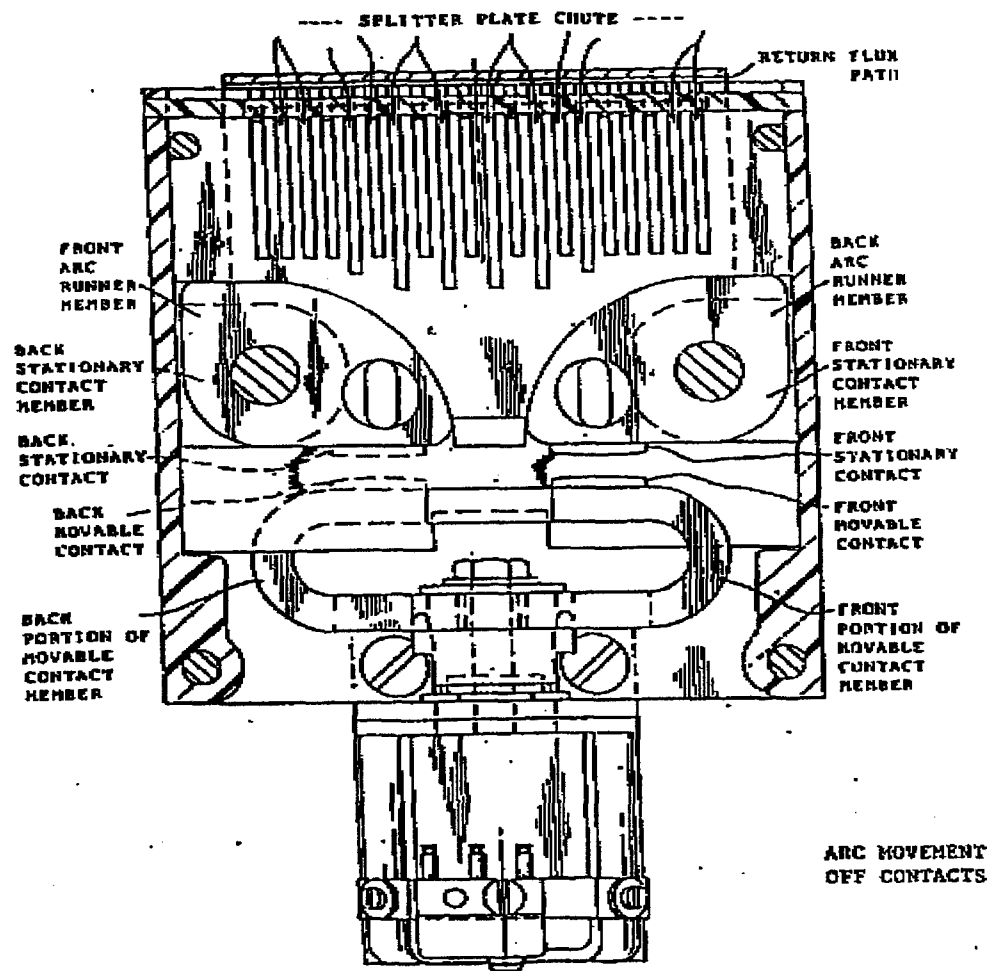 ---- SPLITTER PLATE CHUTE ----
RETURN FLUX
PATH
FRONT
ARC
RUNNER
MEMBER
BACK
STATIONARY
CONTACT
MEMBER
BACK
STATIONARY
CONTACT
BACK
MOVABLE
CONTACT
BACK
PORTION OF
MOVABLE
CONTACT
MEMBER
BACK
ARC
RUNNER
MEMBER
FRONT
STATIONARY
CONTACT
MEMBER
FRONT
STATIONARY
CONTACT
FRONT
MOVABLE
CONTACT
FRONT
PORTION OF
MOVABLE
CONTACT
MEMBER
ARC MOVEMENT
OFF CONTACTS